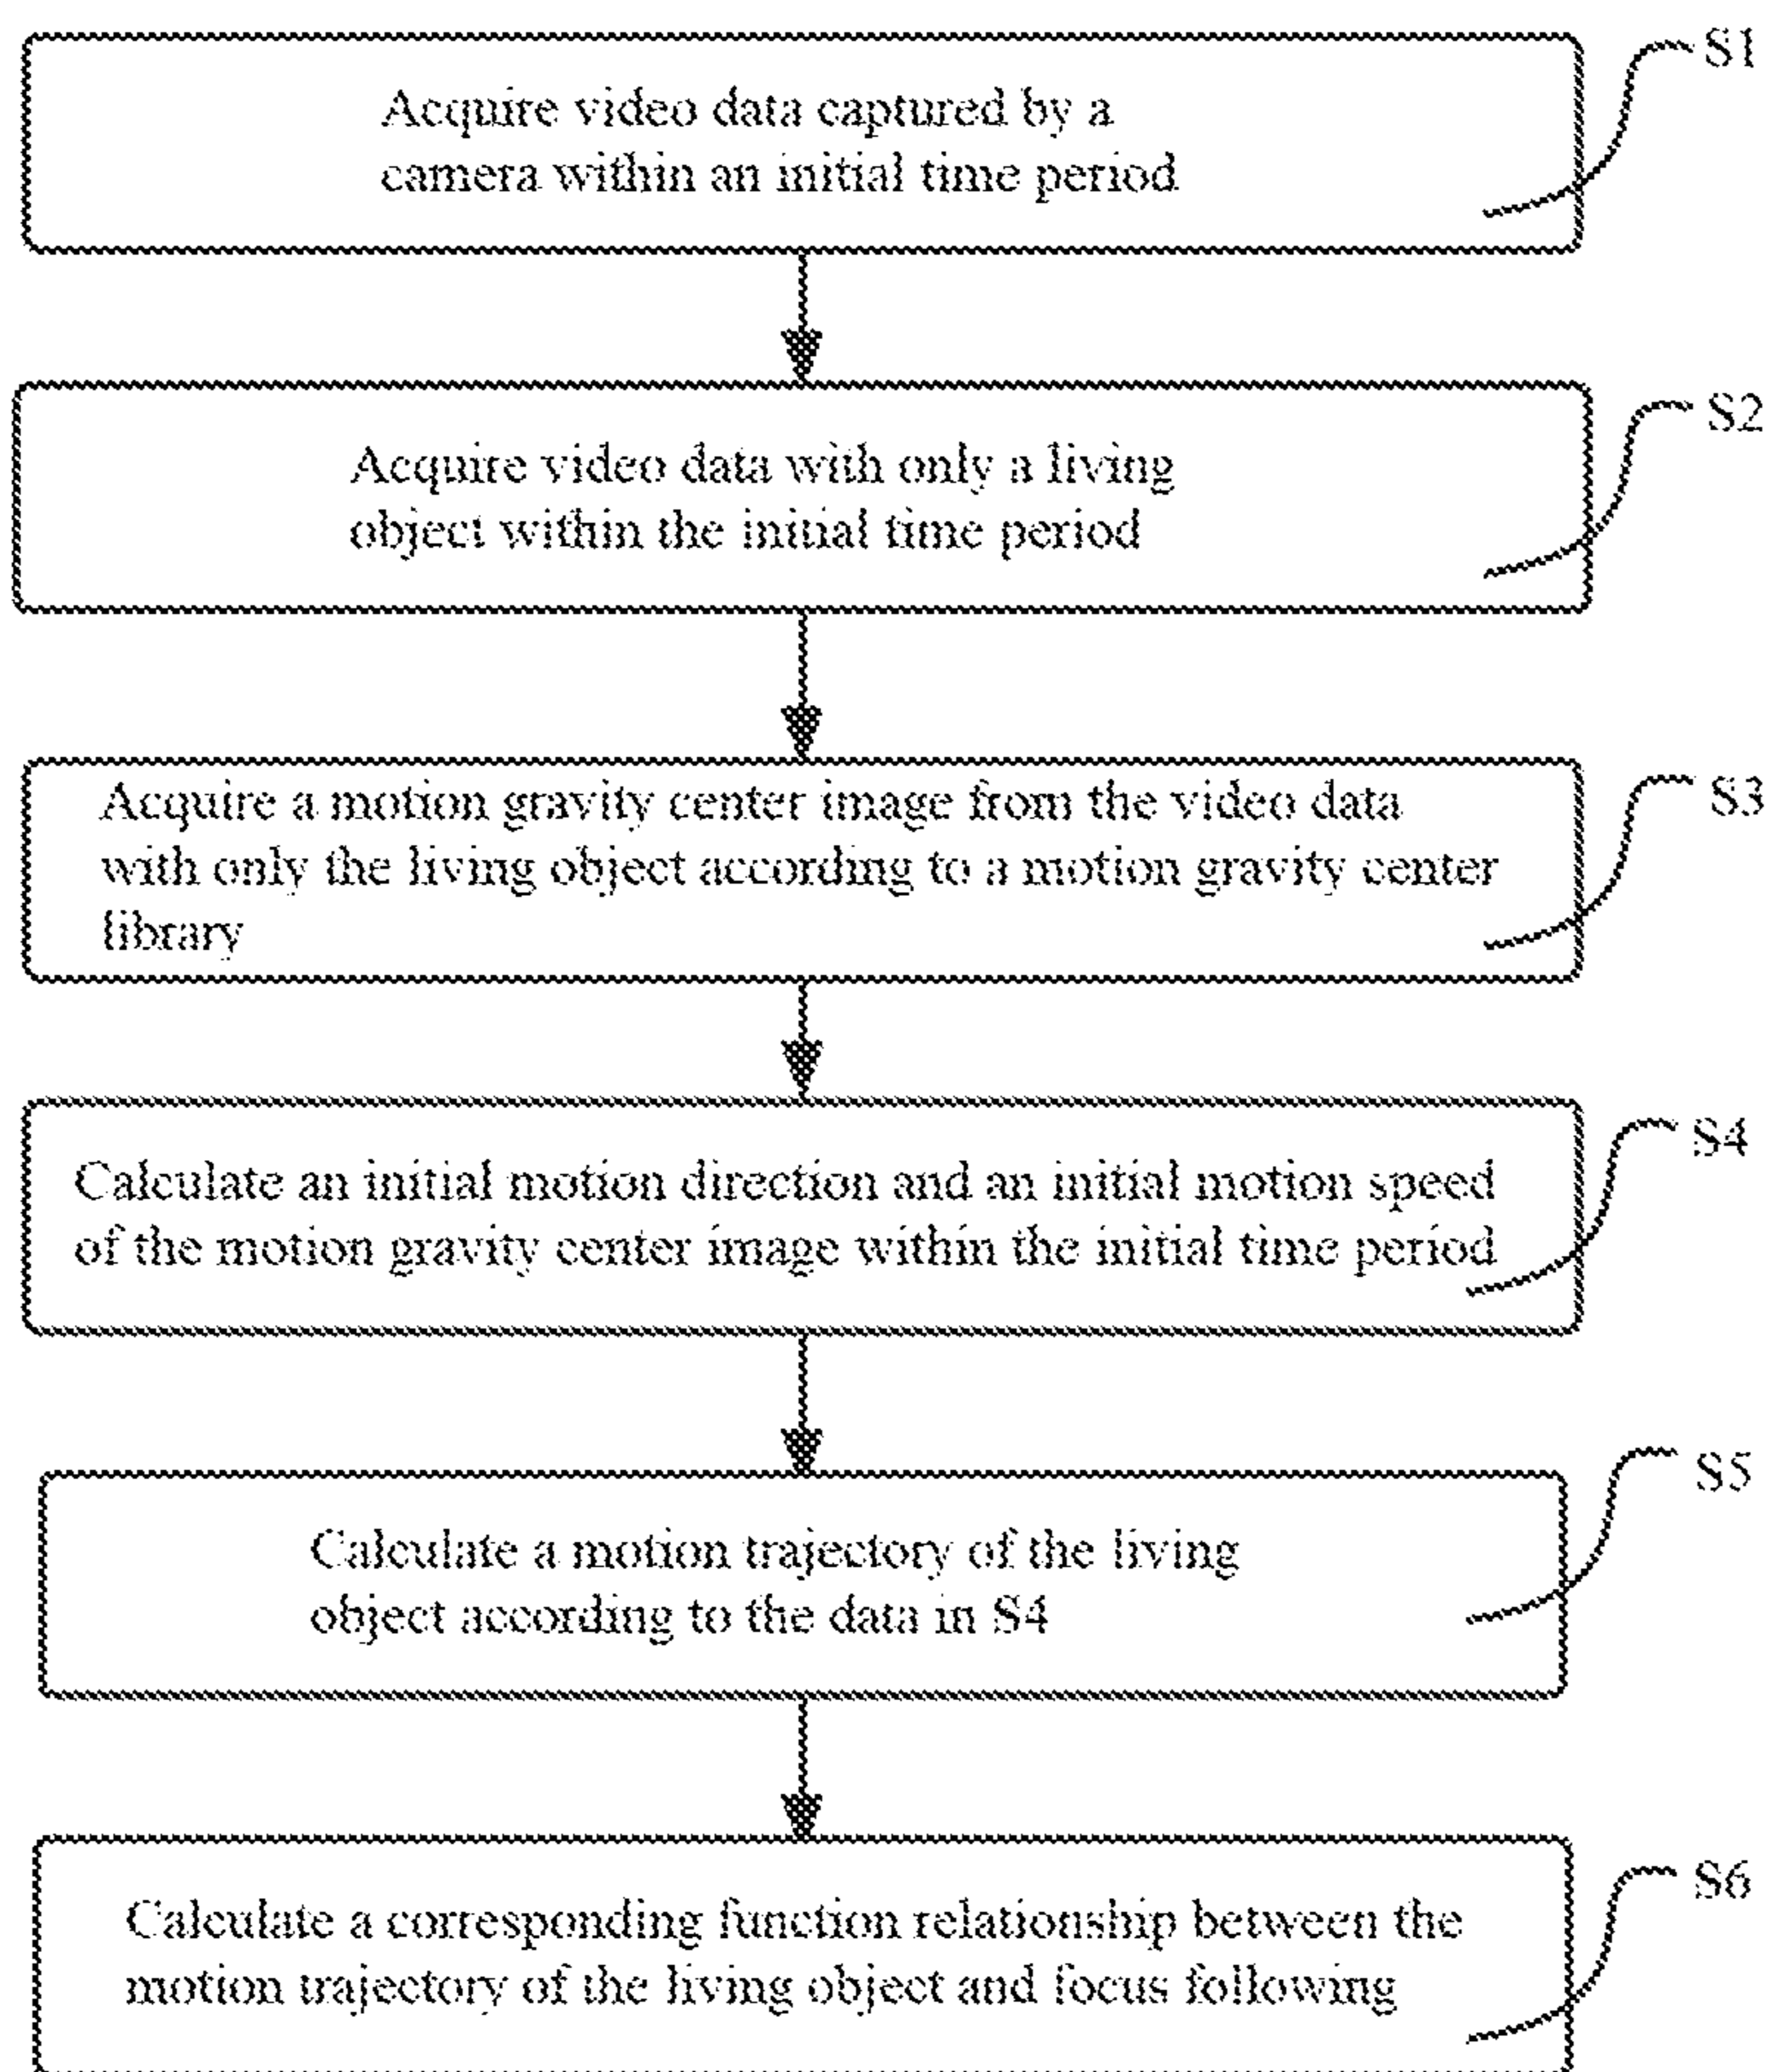 S1
Acquire video data captured by a
camera within an initial time period
S2
Acquire video data with only a living
object within the initial time period
S3
Acquire a motion gravity center image from the video data
with only the living object according to a motion gravity center
library
S4
Calculate an initial motion direction and an initial motion speed
of the motion gravity center image within the initial time period
S5
Calculate a motion trajectory of the living
object according to the data in S4
S6
Calculate a corresponding function relationship between the
motion trajectory of the living object and focus following